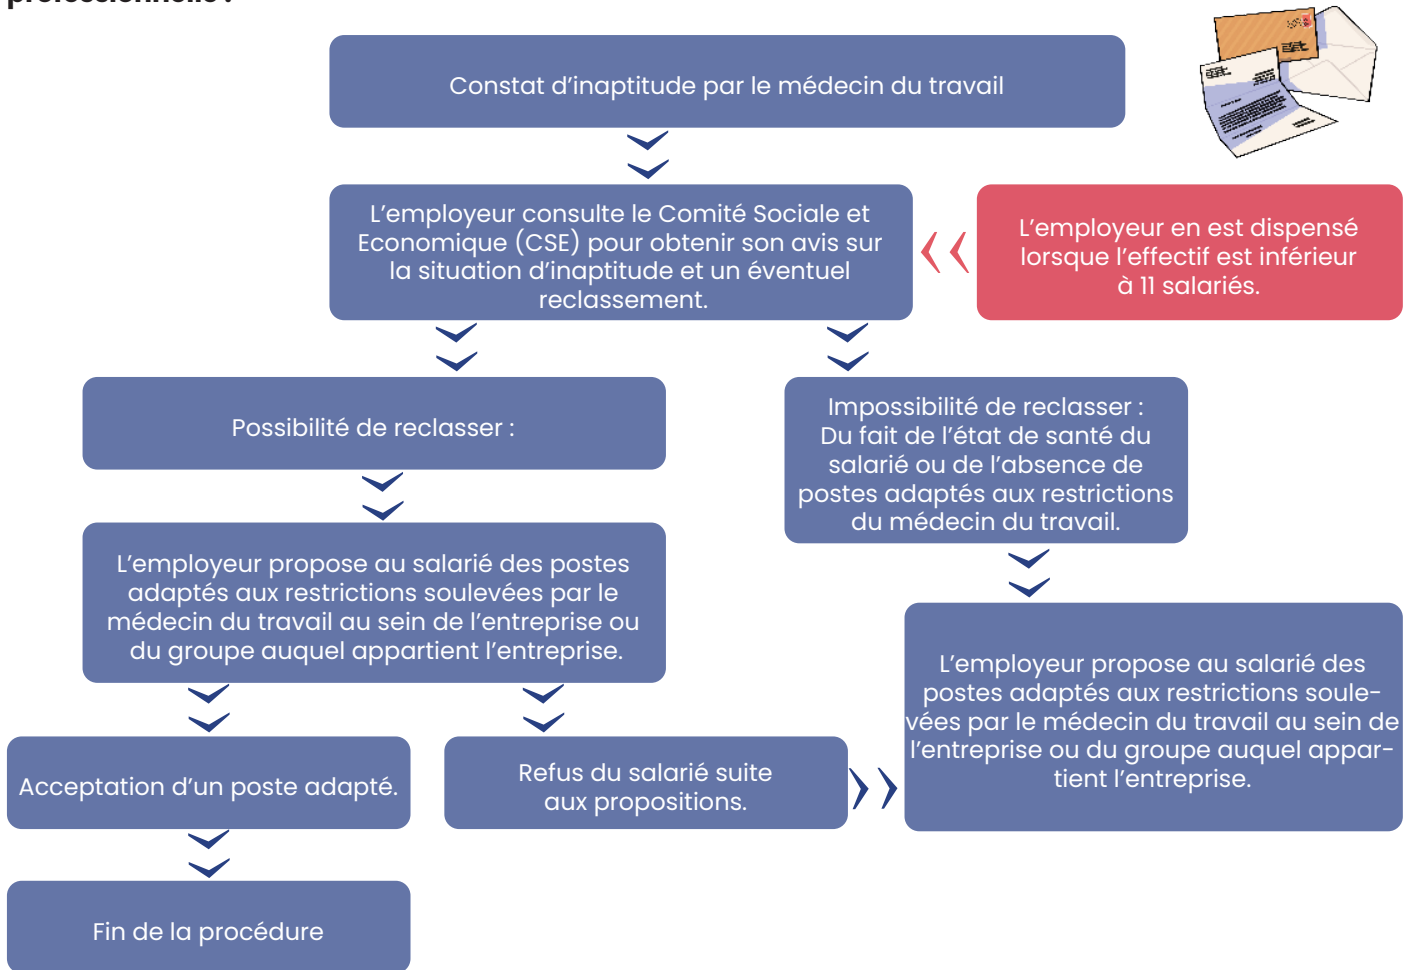 professionnelle :
Constat d’inaptitude par le médecin du travail
L’employeur consulte le Comité Sociale et
Economique (CSE) pour obtenir son avis sur
la situation d’inaptitude et un éventuel
reclassement.
L’employeur en est dispensé
lorsque l’effectif est inférieur
à 11 salariés.
Possibilité de reclasser :
Impossibilité de reclasser :
Du fait de l’état de santé du
salarié ou de l’absence de
postes adaptés aux restrictions
du médecin du travail.
L’employeur propose au salarié des postes
adaptés aux restrictions soulevées par le
médecin du travail au sein de l’entreprise ou
du groupe auquel appartient l’entreprise.
L’employeur propose au salarié des
postes adaptés aux restrictions soule-
vées par le médecin du travail au sein de
l’entreprise ou du groupe auquel appar-
tient l’entreprise.
Acceptation d’un poste adapté.
Refus du salarié suite
aux propositions.
Fin de la procédure